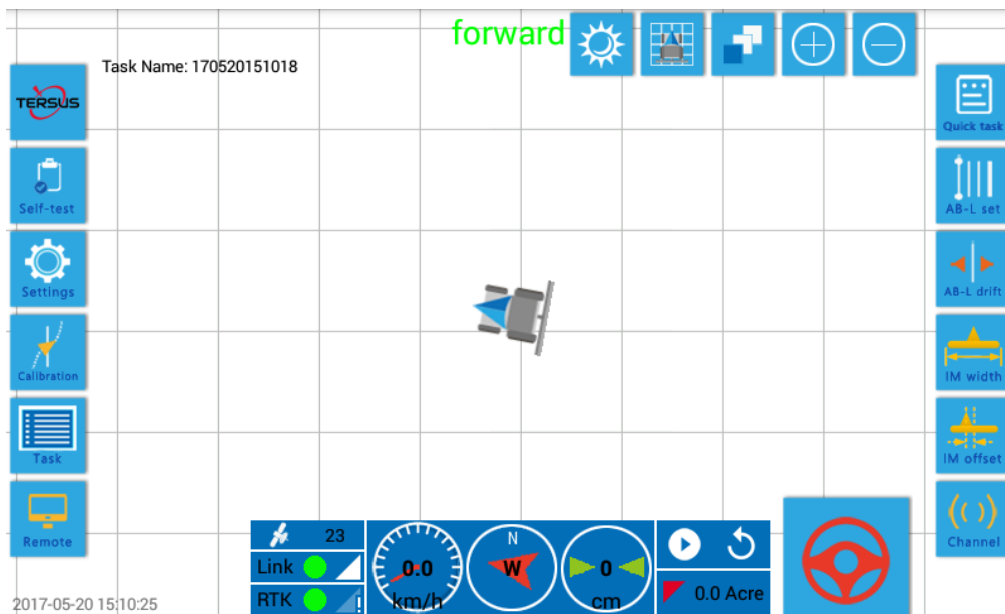 forward
Task Name: 170520151018
TERSUS
Self-test
Settings
Calibration
Task
Remote
Quick task
AB-L set
AB-L drift
IM width
IM offset
Channel
23
Link
RTK
0.0
km/h
N
W
0
cm
0.0 Acre
2017-05-20 15:10:25